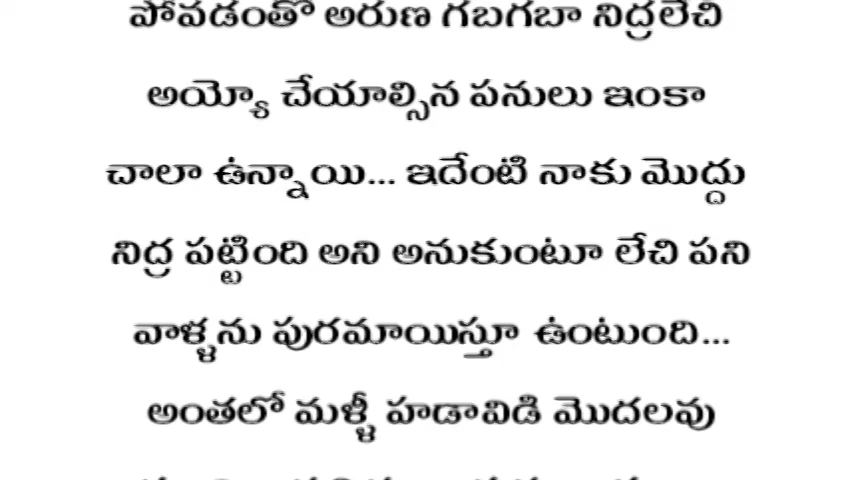 పోవడంతో అరుణ గబగబా నిద్రలేచి
అయ్యో చేయాల్సిన పనులు ఇంకా
చాలా ఉన్నాయి... ఇదేంటి నాకు మొద్దు
నిద్ర పట్టింది అని అనుకుంటూ లేచి పని
వాళ్ళను పురమాయిస్తూ ఉంటుంది...
అంతలో మళ్ళీ హడావిడి మొదలవు